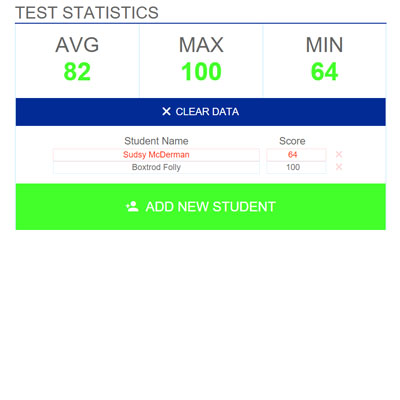 TEST STATISTICS
AVG MAX MIN
82 100 64
CLEAR DATA
Student Name Score
Sudsy McDerman 64
Boxtrod Folly 100
ADD NEW STUDENT